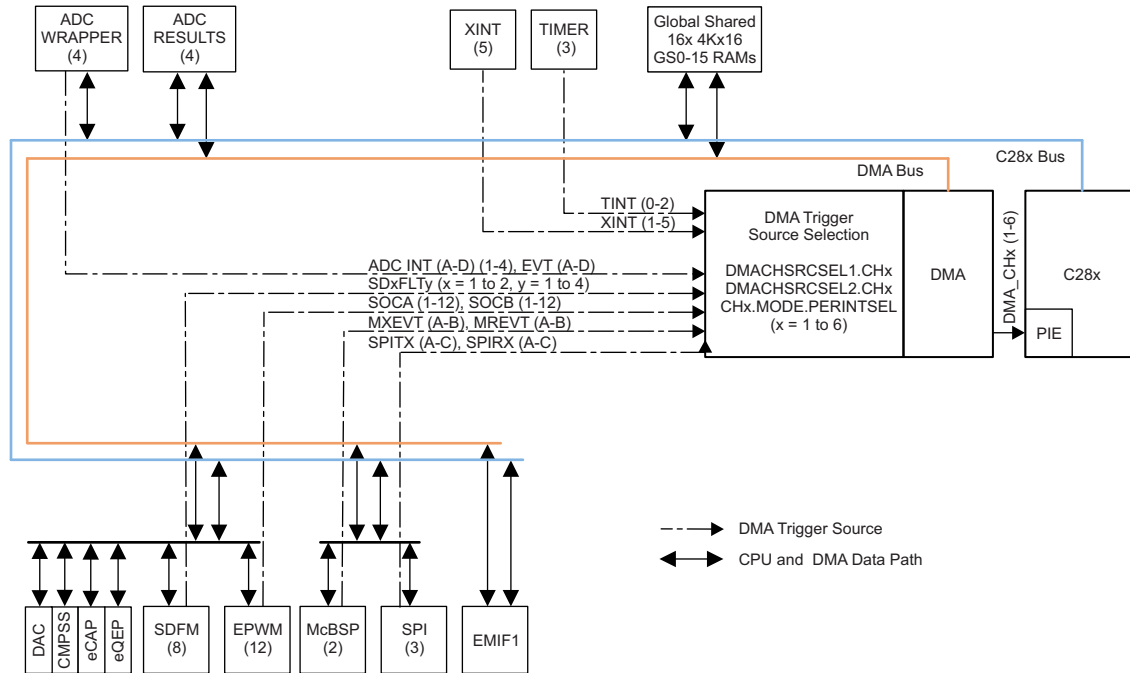 ADC
WRAPPER
(4)
ADC
RESULTS
(4)
XINT
(5)
TIMER
(3)
Global Shared
16x 4Kx16
GS0-15 RAMs
C28x Bus
DMA Bus
TINT (0-2)
XINT (1-5)
ADC INT (A-D) (1-4), EVT (A-D)
SDxFLTy (x = 1 to 2, y = 1 to 4)
SOCA (1-12), SOCB (1-12)
MXEVT (A-B), MREVT (A-B)
SPITX (A-C), SPIRX (A-C)
DMA Trigger
Source Selection
DMACHSRCSEL1.CHx
DMACHSRCSEL2.CHx
CHx.MODE.PERINTSEL
(x = 1 to 6)
DMA
DMA_CHx (1-6)
C28x
PIE
DMA Trigger Source
CPU and DMA Data Path
DAC
CMPSS
eCAP
eQEP
SDFM
(8)
EPWM
(12)
McBSP
(2)
SPI
(3)
EMIF1